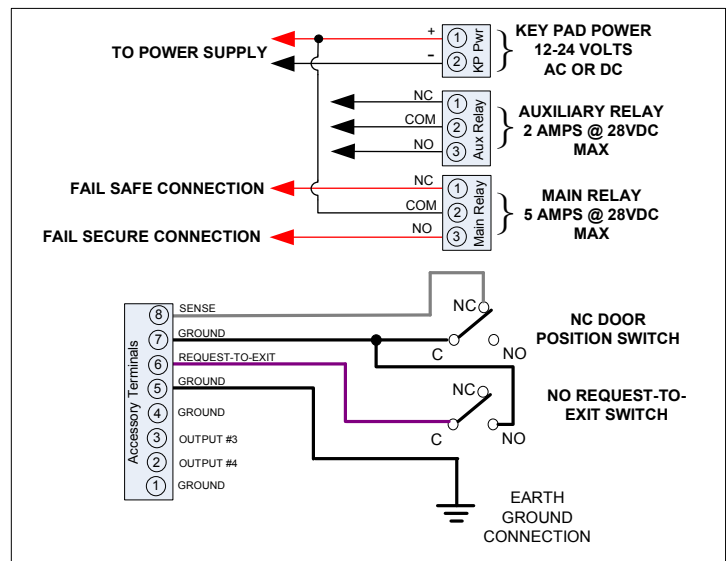 TO POWER SUPPLY
+
−
1
2
KP Pwr
KEY PAD POWER
12-24 VOLTS
AC OR DC
NC
COM
NO
1
2
3
Aux Relay
AUXILIARY RELAY
2 AMPS @ 28VDC
MAX
FAIL SAFE CONNECTION
FAIL SECURE CONNECTION
NC
COM
NO
1
2
3
Main Relay
MAIN RELAY
5 AMPS @ 28VDC
MAX
Accessory Terminals
8 SENSE
7 GROUND
6 REQUEST-TO-EXIT
5 GROUND
4 GROUND
3 OUTPUT #3
2 OUTPUT #4
1 GROUND
NC
C
NO
NC DOOR
POSITION SWITCH
NC
C
NO
NO REQUEST-TO-
EXIT SWITCH
EARTH
GROUND
CONNECTION